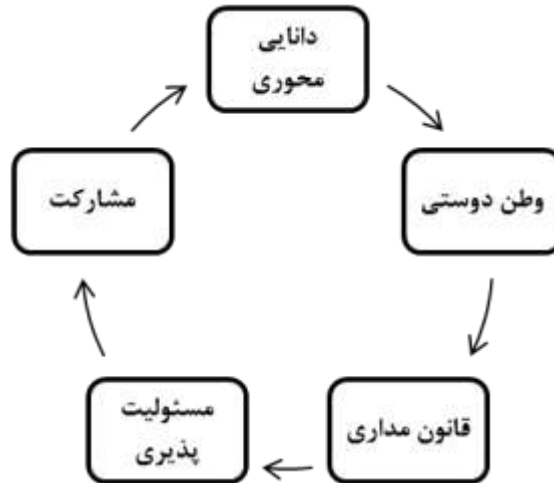 دانایی
محوری
وطن دوستی
قانون مداری
مسئولیت
پذیری
مشارکت